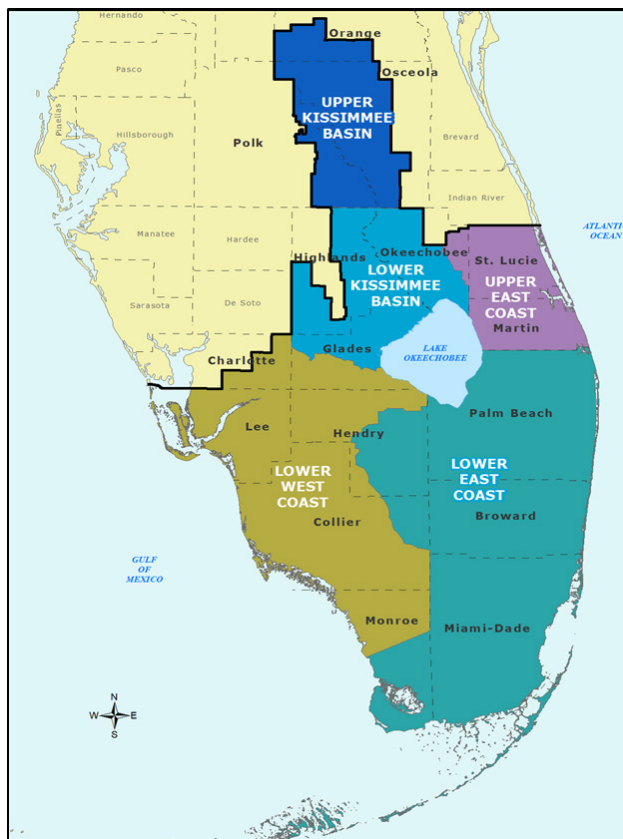 Hernando
Orange
Pasco
Osceola
UPPER
KISSIMMEE
BASIN
Pinellas
Hillsborough
Polk
Brevard
Indian River
ATLANTIC
OCEAN
Manatee
Hardee
Highlands
Okeechobee
St. Lucie
LOWER
KISSIMMEE
BASIN
UPPER
EAST
COAST
Sarasota
De Soto
Martin
LAKE
OKEECHOBEE
Glades
Charlotte
Palm Beach
Lee
Hendry
LOWER
WEST
COAST
LOWER
EAST
COAST
Collier
Broward
GULF
OF
MEXICO
Monroe
Miami-Dade
N
W E
S